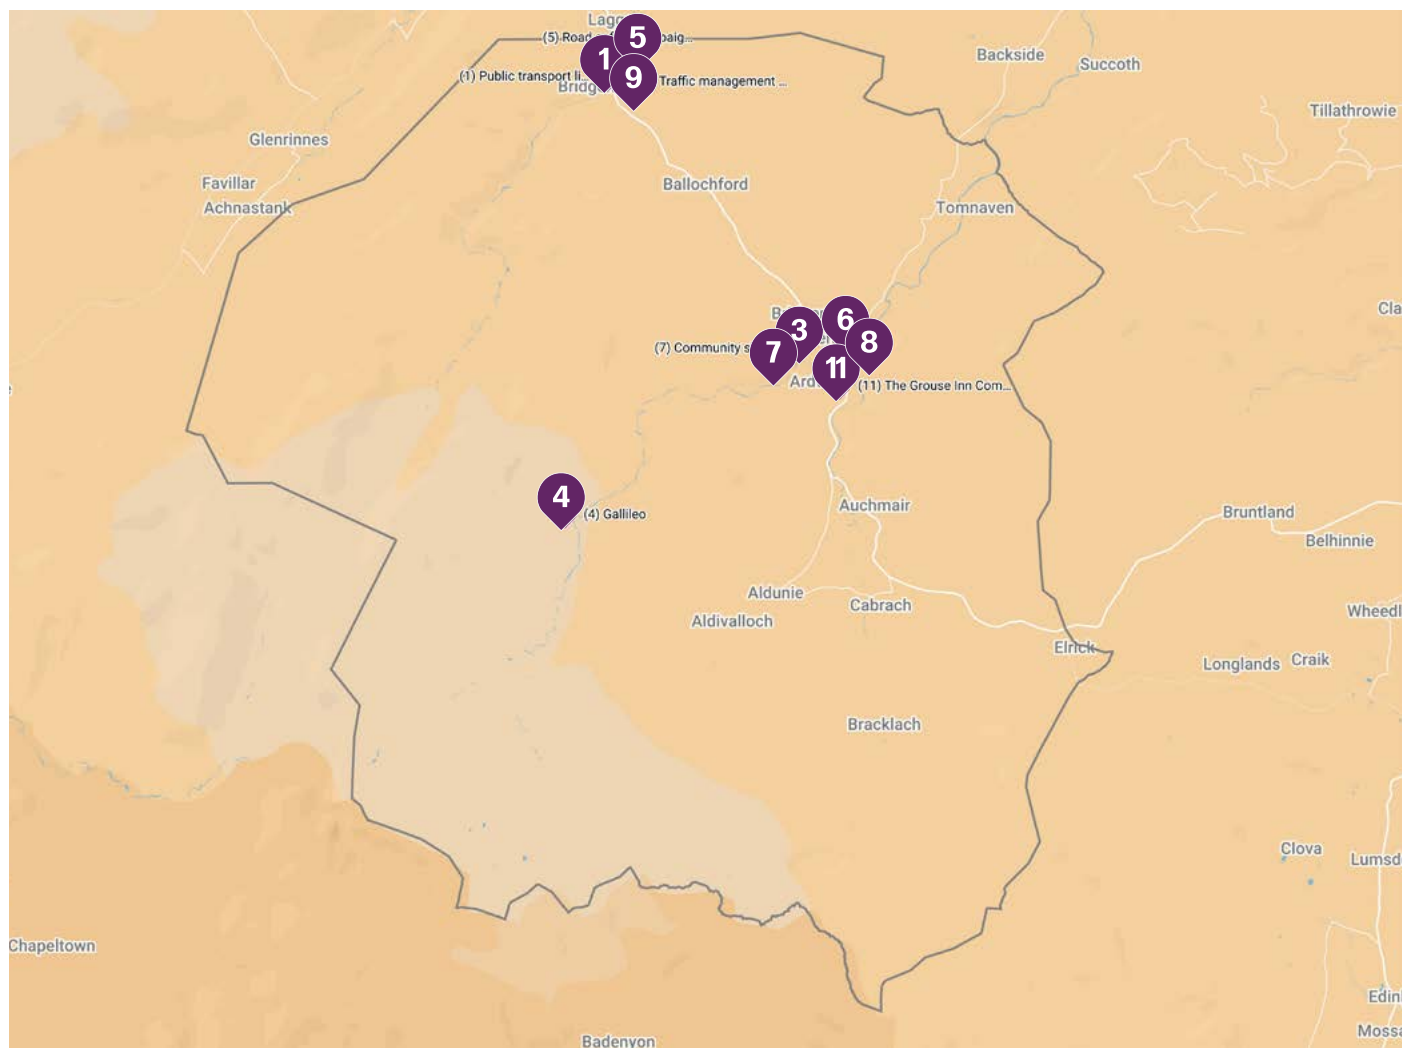 Lagg
5
(5) Road
paig...
1
(1) Public transport li...
9
Traffic management ...
Bridg
Backside
Succoth
Tillathrowie
Glenrinnes
Favillar
Ballochford
Achnastank
Tomnaven
Cla
6
3
8
(7) Community s
7
11
Ard
(11) The Grouse Inn Com...
4
(4) Gallileo
Auchmair
Bruntland
Belhinnie
Aldunie
Cabrach
Wheedl
Aldivalloch
Elrick
Longlands
Craik
Bracklach
Clova
Lumsd
Chapeltown
Edin
Mossa
Badenyon